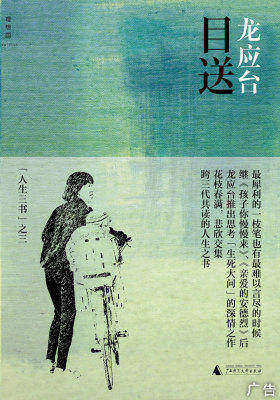 理想国
龙应台
目送
最犀利的一枝笔也有最难以言尽的时候
继《孩子你慢慢来》、《亲爱的安德烈》后
龙应台推出思考「生死大问」的深情之作
花枝春满，悲欣交集
跨三代共读的人生之书
「人生三书」之三
广西师范大学出版社
广告